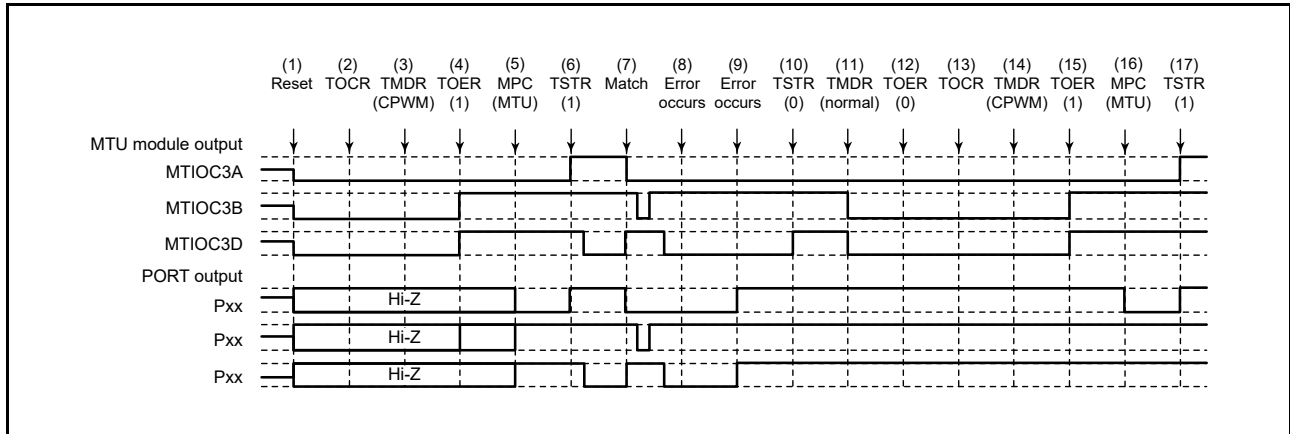 (1) (2) (3) (4) (5) (6) (7) (8) (9) (10) (11) (12) (13) (14) (15) (16) (17)
Reset TOCR TMDR TOER MPC TSTR Match Error Error TSTR TMDR TOER TOCR TMDR TOER MPC TSTR
(CPWM) (1) (MTU) (1) occurs occurs (0) (normal) (0) (CPWM) (1) (MTU) (1)
MTU module output
MTIOC3A
MTIOC3B
MTIOC3D
PORT output
Pxx Hi-Z
Pxx Hi-Z
Pxx Hi-Z